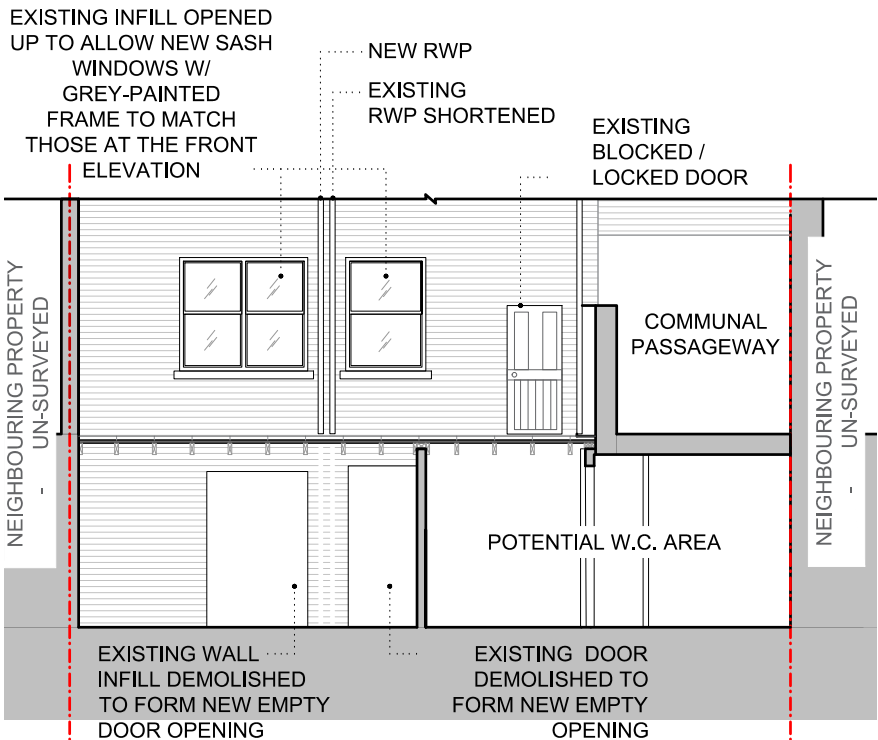 EXISTING INFILL OPENED
UP TO ALLOW NEW SASH
WINDOWS W/
GREY-PAINTED
FRAME TO MATCH
THOSE AT THE FRONT
ELEVATION
NEW RWP
EXISTING
RWP SHORTENED
EXISTING
BLOCKED /
LOCKED DOOR
NEIGHBOURING PROPERTY
-
UN-SURVEYED
COMMUNAL
PASSAGEWAY
NEIGHBOURING PROPERTY
-
UN-SURVEYED
POTENTIAL W.C. AREA
EXISTING WALL
INFILL DEMOLISHED
TO FORM NEW EMPTY
DOOR OPENING
EXISTING DOOR
DEMOLISHED TO
FORM NEW EMPTY
OPENING